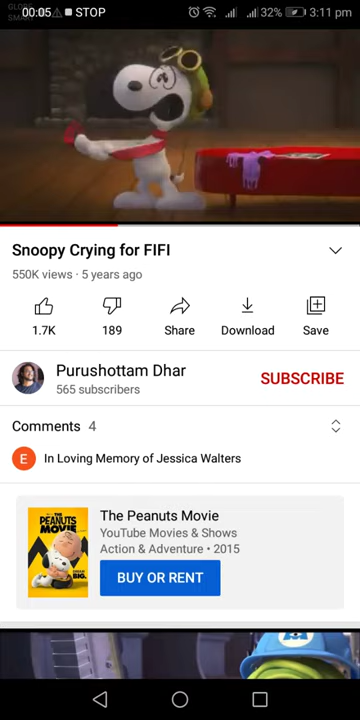 00:05 STOP 32% 3:11 pm
Snoopy Crying for FIFI
550K views · 5 years ago
1.7K 189 Share Download Save
Purushottam Dhar
565 subscribers
SUBSCRIBE
Comments 4
E In Loving Memory of Jessica Walters
THE
PEANUTS
MOVIE
The Peanuts Movie
YouTube Movies & Shows
Action & Adventure • 2015
BUY OR RENT